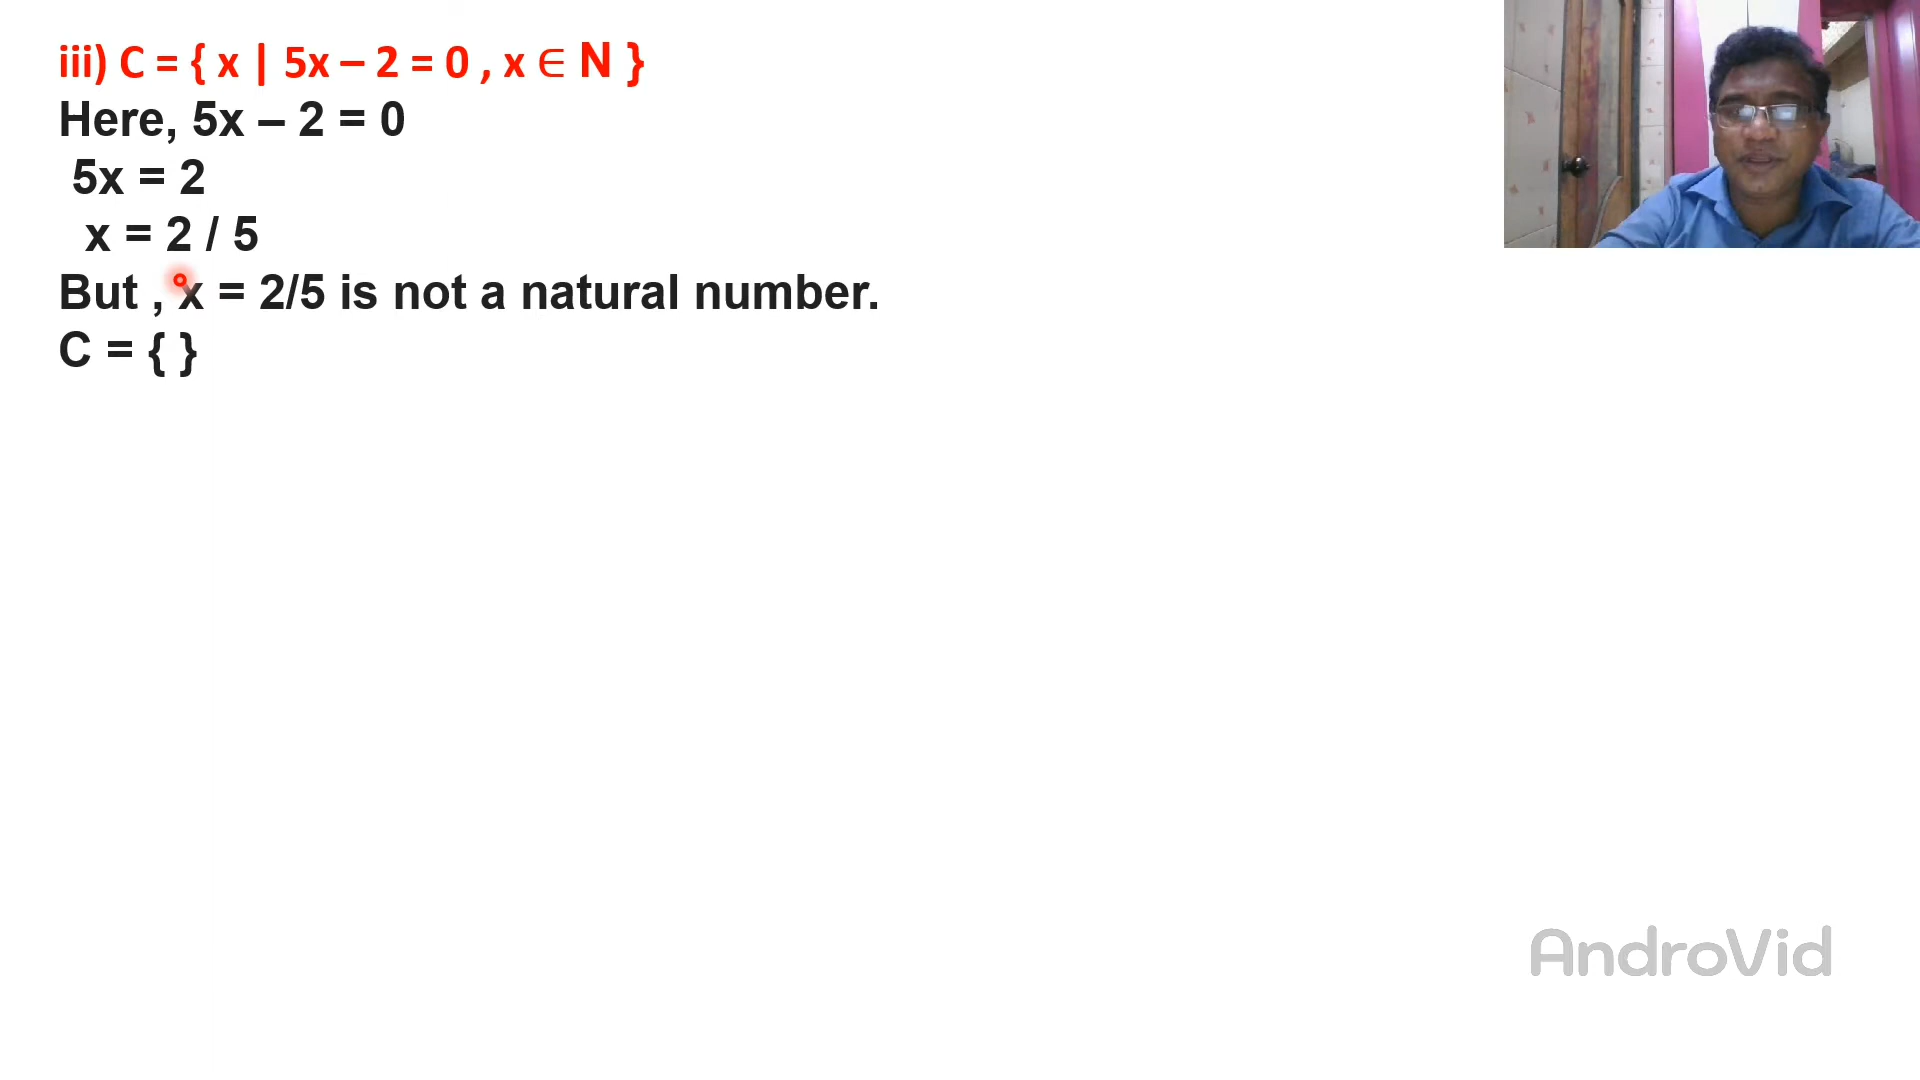 iii) C = { x | 5x – 2 = 0 , x ∈ N }
Here, 5x – 2 = 0
5x = 2
x = 2 / 5
But , x = 2/5 is not a natural number.
C = { }
AndroVid